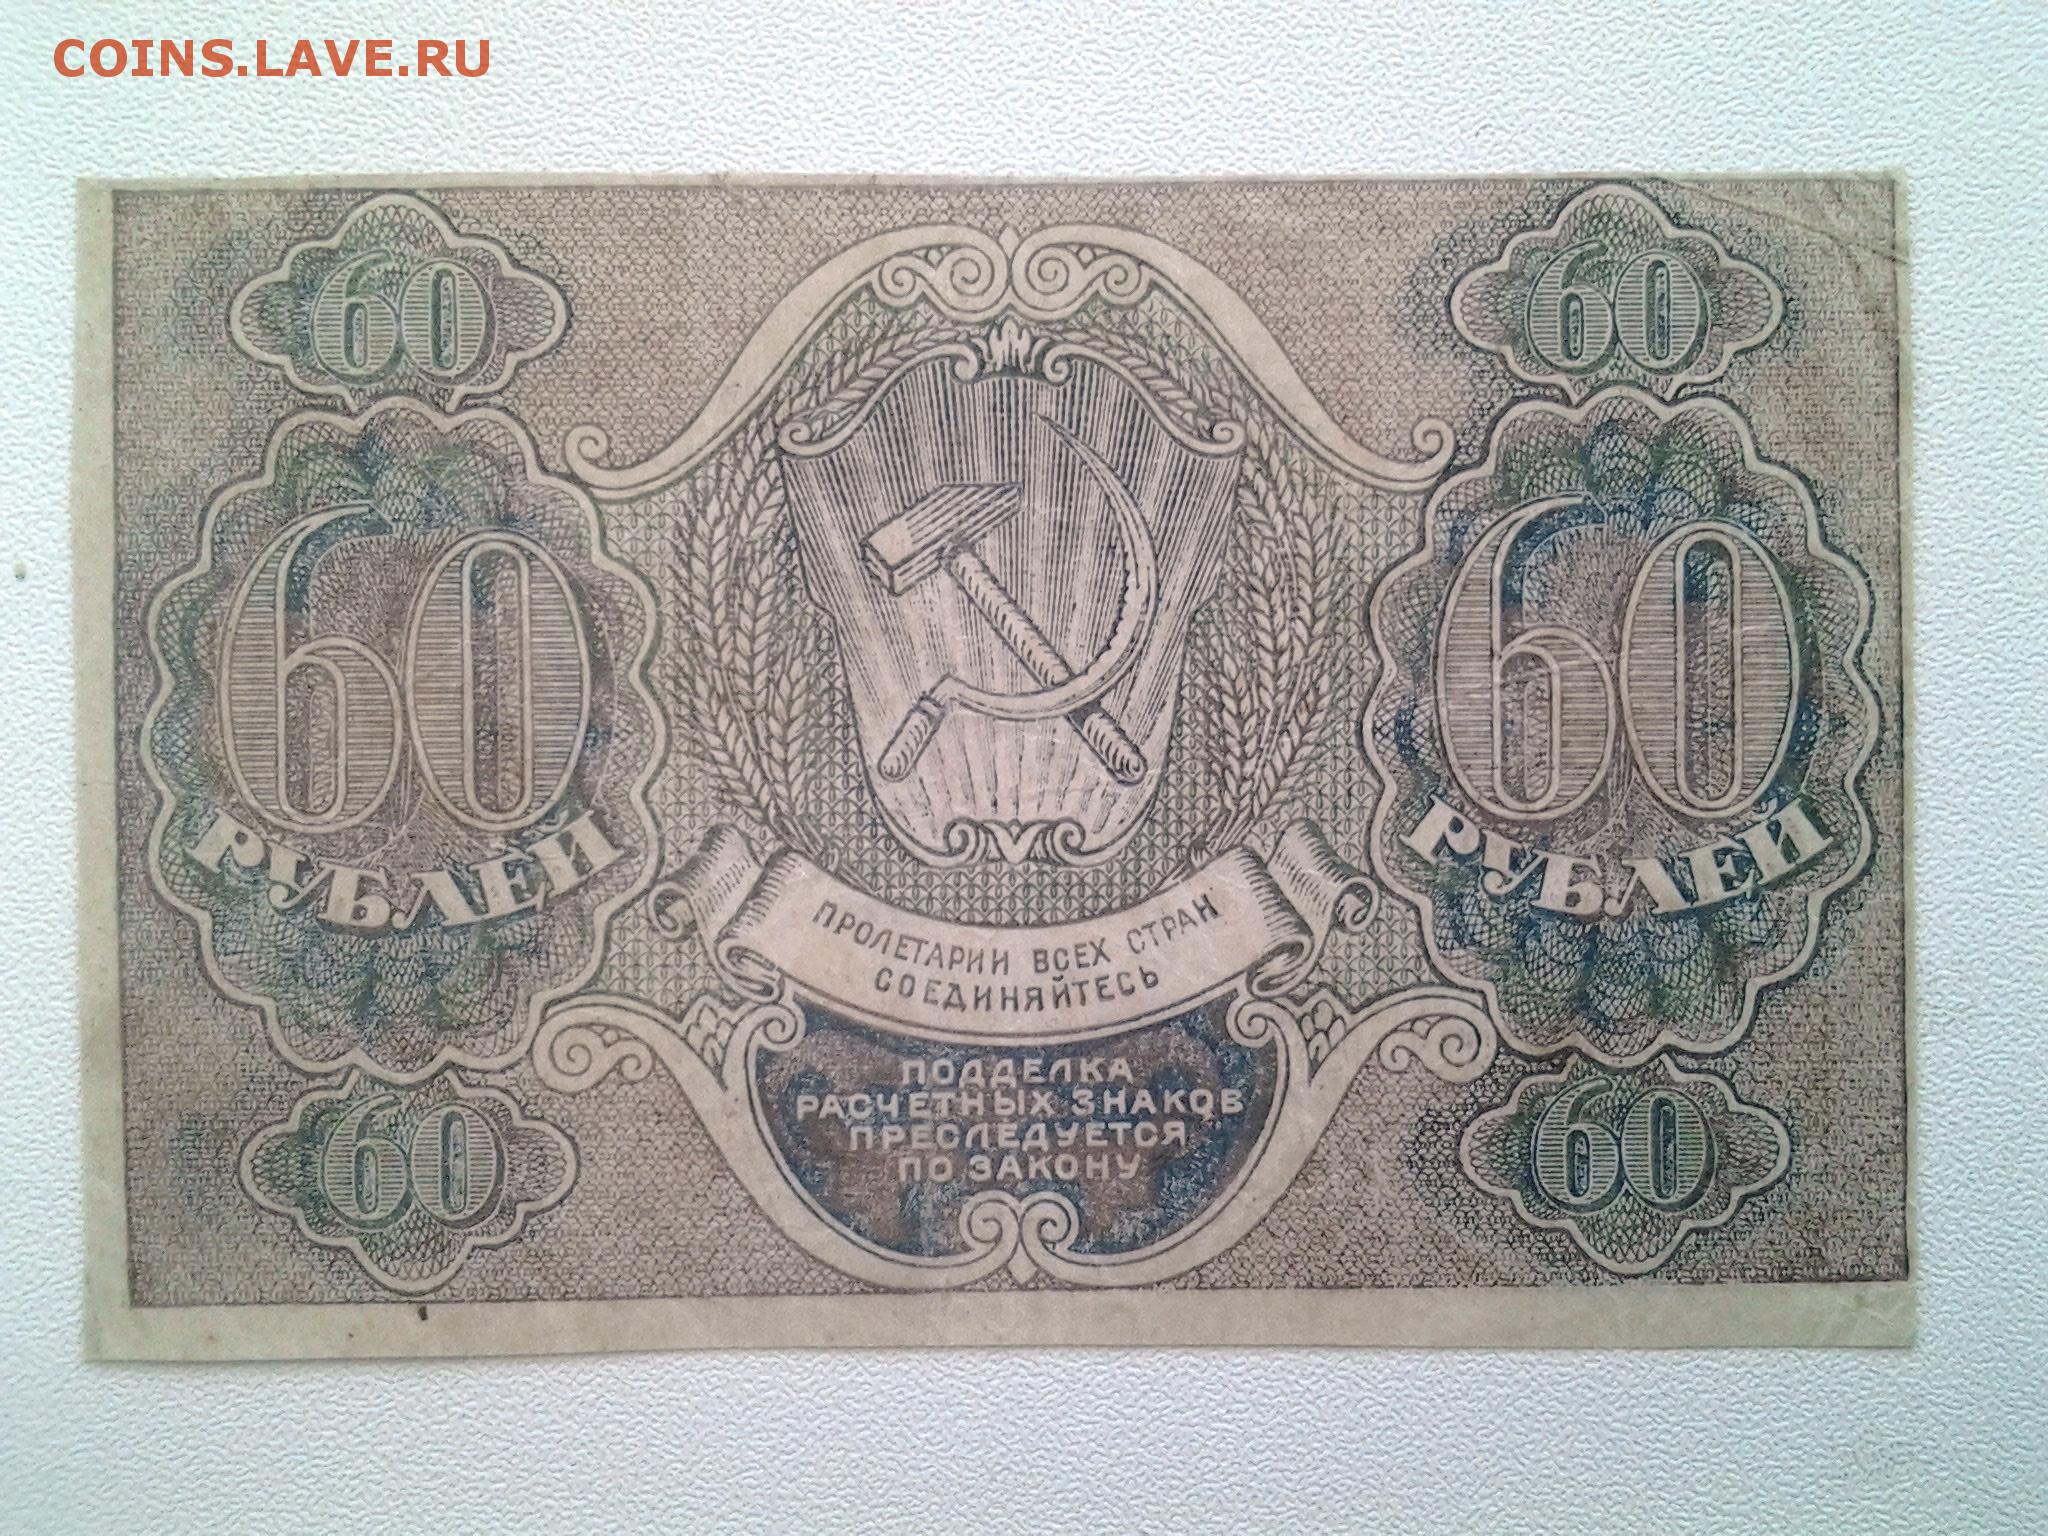 COINS.LAVE.RU
60
60
60
РУБЛЕЙ
60
РУБЛЕЙ
ПРОЛЕТАРИИ ВСЕХ СТРАН
СОЕДИНЯЙТЕСЬ
ПОДДЕЛКА
РАСЧЕТНЫХ ЗНАКОВ
ПРЕСЛЕДУЕТСЯ
ПО ЗАКОНУ
60
60